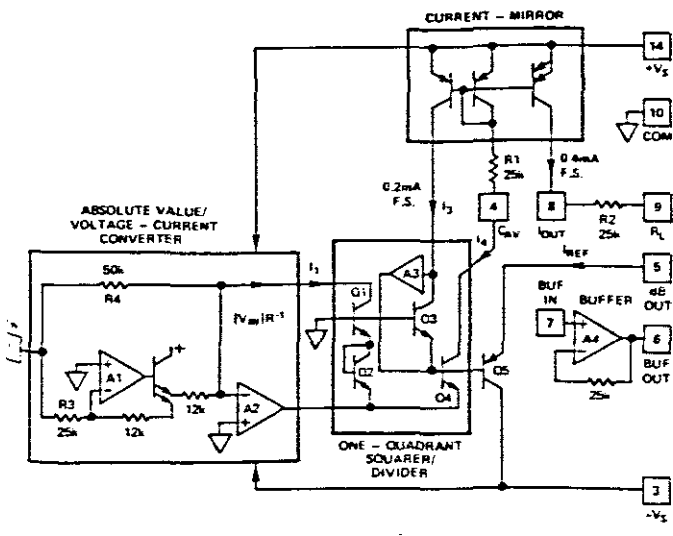 CURRENT – MIRROR
14
+VS
10
COM
R1
25k
0.2mA
F.S.
I3
0.4mA
F.S.
4
CAV
I4
8
IOUT
R2
25k
9
RL
ABSOLUTE VALUE/
VOLTAGE – CURRENT
CONVERTER
50k
R4
I1
|VIN|R⁻¹
A3
Q1
Q3
Q2
Q4
Q5
IREF
5
dB
OUT
BUF
IN
BUFFER
7
A4
6
BUF
OUT
25k
+
A1
R3
25k
12k
12k
A2
ONE – QUADRANT
SQUARER/
DIVIDER
3
–VS